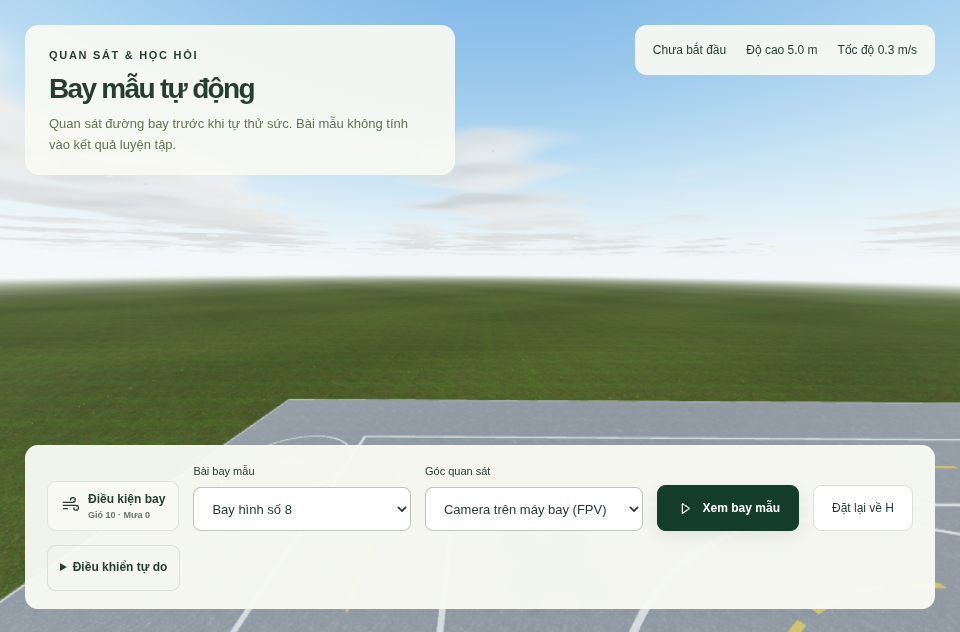 QUAN SÁT & HỌC HỎI
Bay mẫu tự động
Quan sát đường bay trước khi tự thử sức. Bài mẫu không tính
vào kết quả luyện tập.
Chưa bắt đầu Độ cao 5.0 m Tốc độ 0.3 m/s
Điều kiện bay
Gió 10 · Mưa 0
Bài bay mẫu
Bay hình số 8
Góc quan sát
Camera trên máy bay (FPV)
Xem bay mẫu
Đặt lại về H
Điều khiển tự do